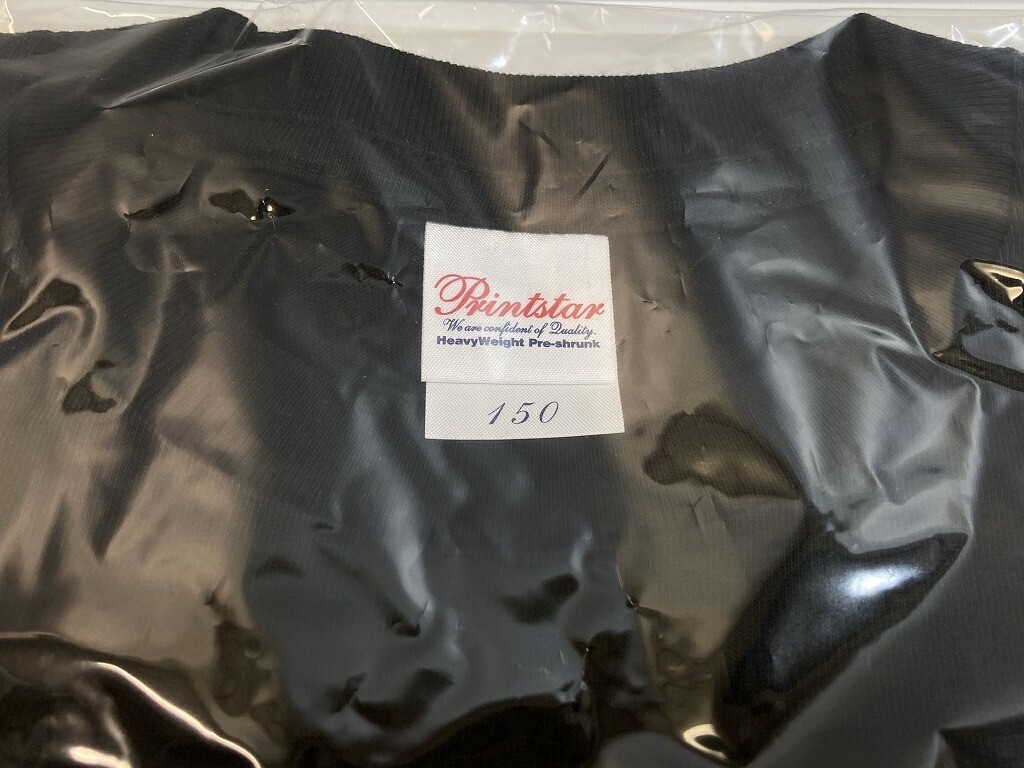 Printstar
We are confident of Quality.
HeavyWeight Pre-shrunk
150